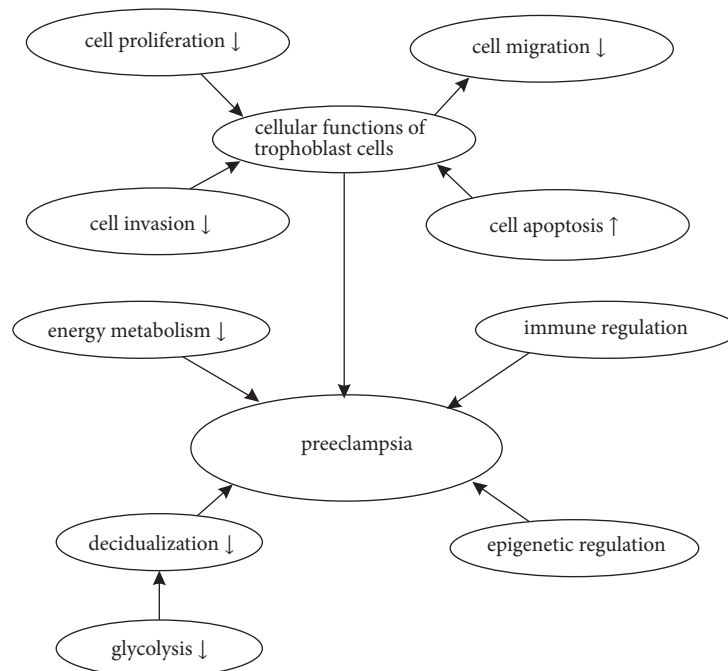 cell proliferation ↓
cell migration ↓
cellular functions of
trophoblast cells
cell invasion ↓
cell apoptosis ↑
energy metabolism ↓
immune regulation
preeclampsia
decidualization ↓
epigenetic regulation
glycolysis ↓